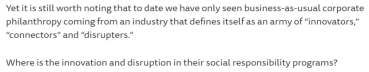 Yet it is still worth noting that to date we have only seen business-as-usual corporate
philanthropy coming from an industry that defines itself as an army of “innovators,”
“connectors” and “disrupters.”
Where is the innovation and disruption in their social responsibility programs?